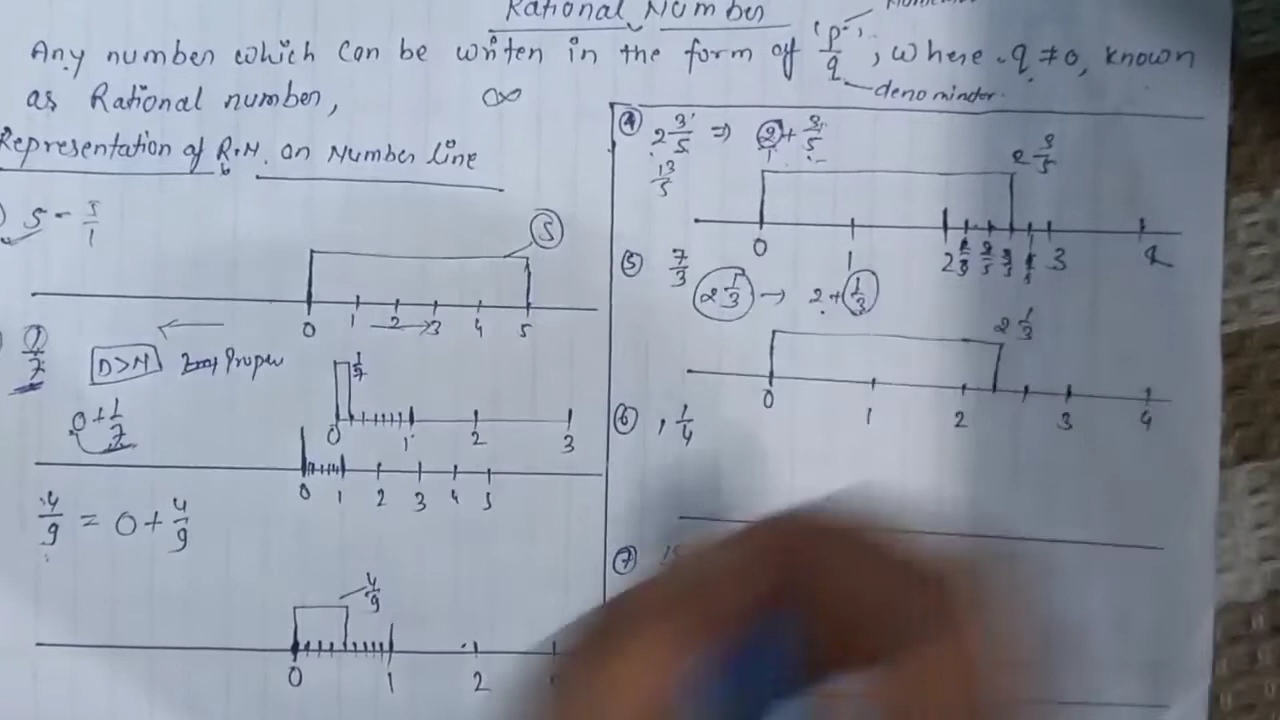 Rational Number
Any number which can be writen in the form of 'p'/q, where q ≠ 0, known
denominder.
as Rational number, ∞
Representation of R.N. on Number line
5 - 5/1
5
0 1 2 3 4 5
1/7
D>N Proper
0+1/7
1/7
0 1 2 3
0 1 2 3 4 5
4/9 = 0+4/9
4/9
0 1 2
④ 2 3/5 ⇒ 2 + 3/5
13/5
2 3/5
0 1 2 3
⑤ 7/3
2 1/3 → 2+1/3
2 1/3
0 1 2 3 4
⑥ 1/4
⑦